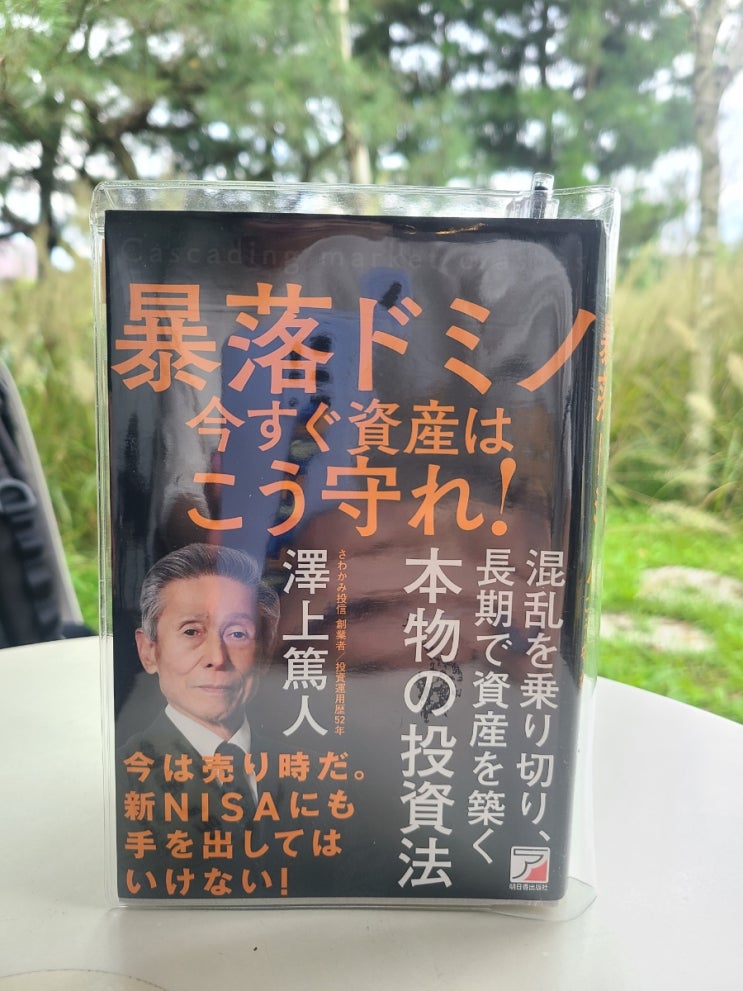 Cascading market crashes
暴落ドミノ
今すぐ資産は
こう守れ!
混乱を乗り切り、
長期で資産を築く
本物の投資法
さわかみ投信 創業者/投資運用歴52年
澤上篤人
今は売り時だ。
新NISAにも
手を出しては
いけない!
朝日香出版社